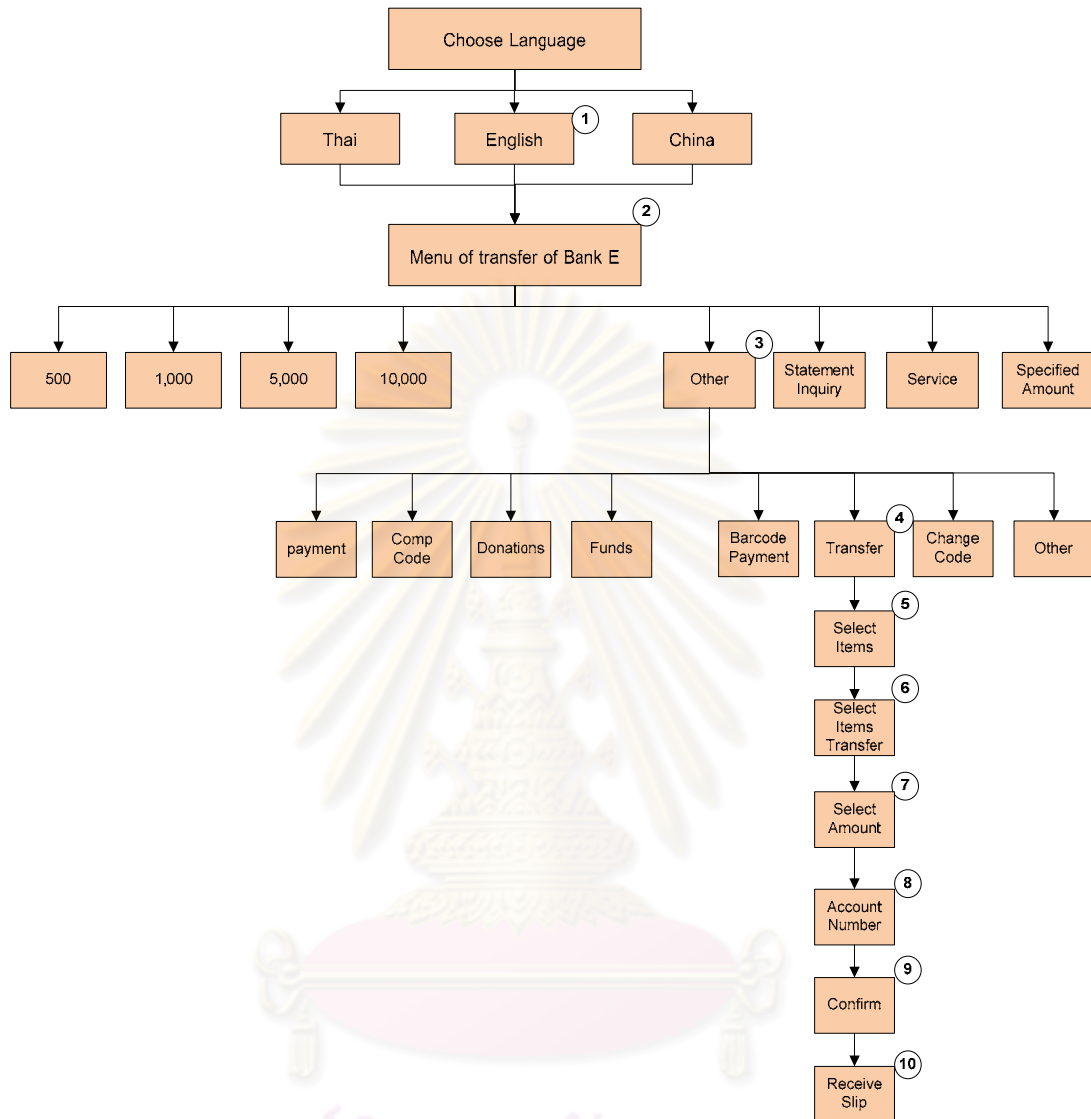 Choose Language
Thai
English
1
China
2
Menu of transfer of Bank E
500
1,000
5,000
10,000
Other
3
Statement
Inquiry
Service
Specified
Amount
payment
Comp
Code
Donations
Funds
Barcode
Payment
Transfer
4
Change
Code
Other
5
Select
Items
6
Select
Items
Transfer
7
Select
Amount
8
Account
Number
9
Confirm
10
Receive
Slip